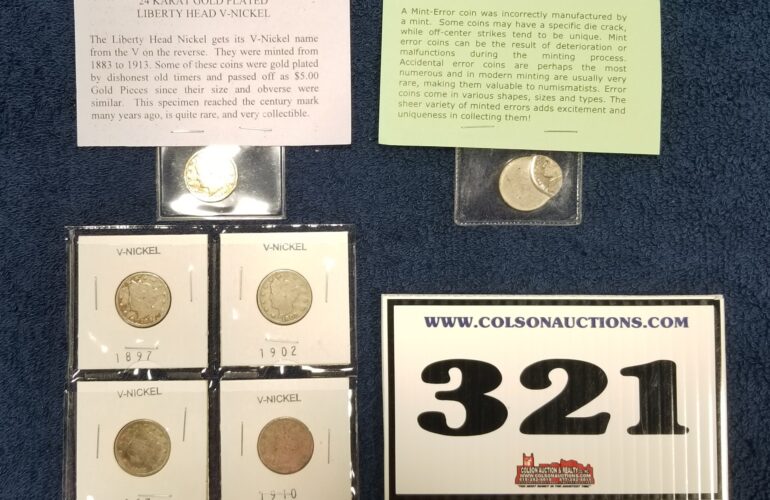 24 KARAT GOLD PLATED
LIBERTY HEAD V-NICKEL
The Liberty Head Nickel gets its V-Nickel name
from the V on the reverse. They were minted from
1883 to 1913. Some of these coins were gold plated
by dishonest old timers and passed off as $5.00
Gold Pieces since their size and obverse were
similar. This specimen reached the century mark
many years ago, is quite rare, and very collectible.
A Mint-Error coin was incorrectly manufactured by
a mint. Some coins may have a specific die crack,
while off-center strikes tend to be unique. Mint
error coins can be the result of deterioration or
malfunctions during the minting process.
Accidental error coins are perhaps the most
numerous and in modern minting are usually very
rare, making them valuable to numismatists. Error
coins come in various shapes, sizes and types. The
sheer variety of minted errors adds excitement and
uniqueness in collecting them!
V-NICKEL
1897
V-NICKEL
1902
V-NICKEL
V-NICKEL
1910
WWW.COLSONAUCTIONS.COM
321
COLSON AUCTION & REALTY